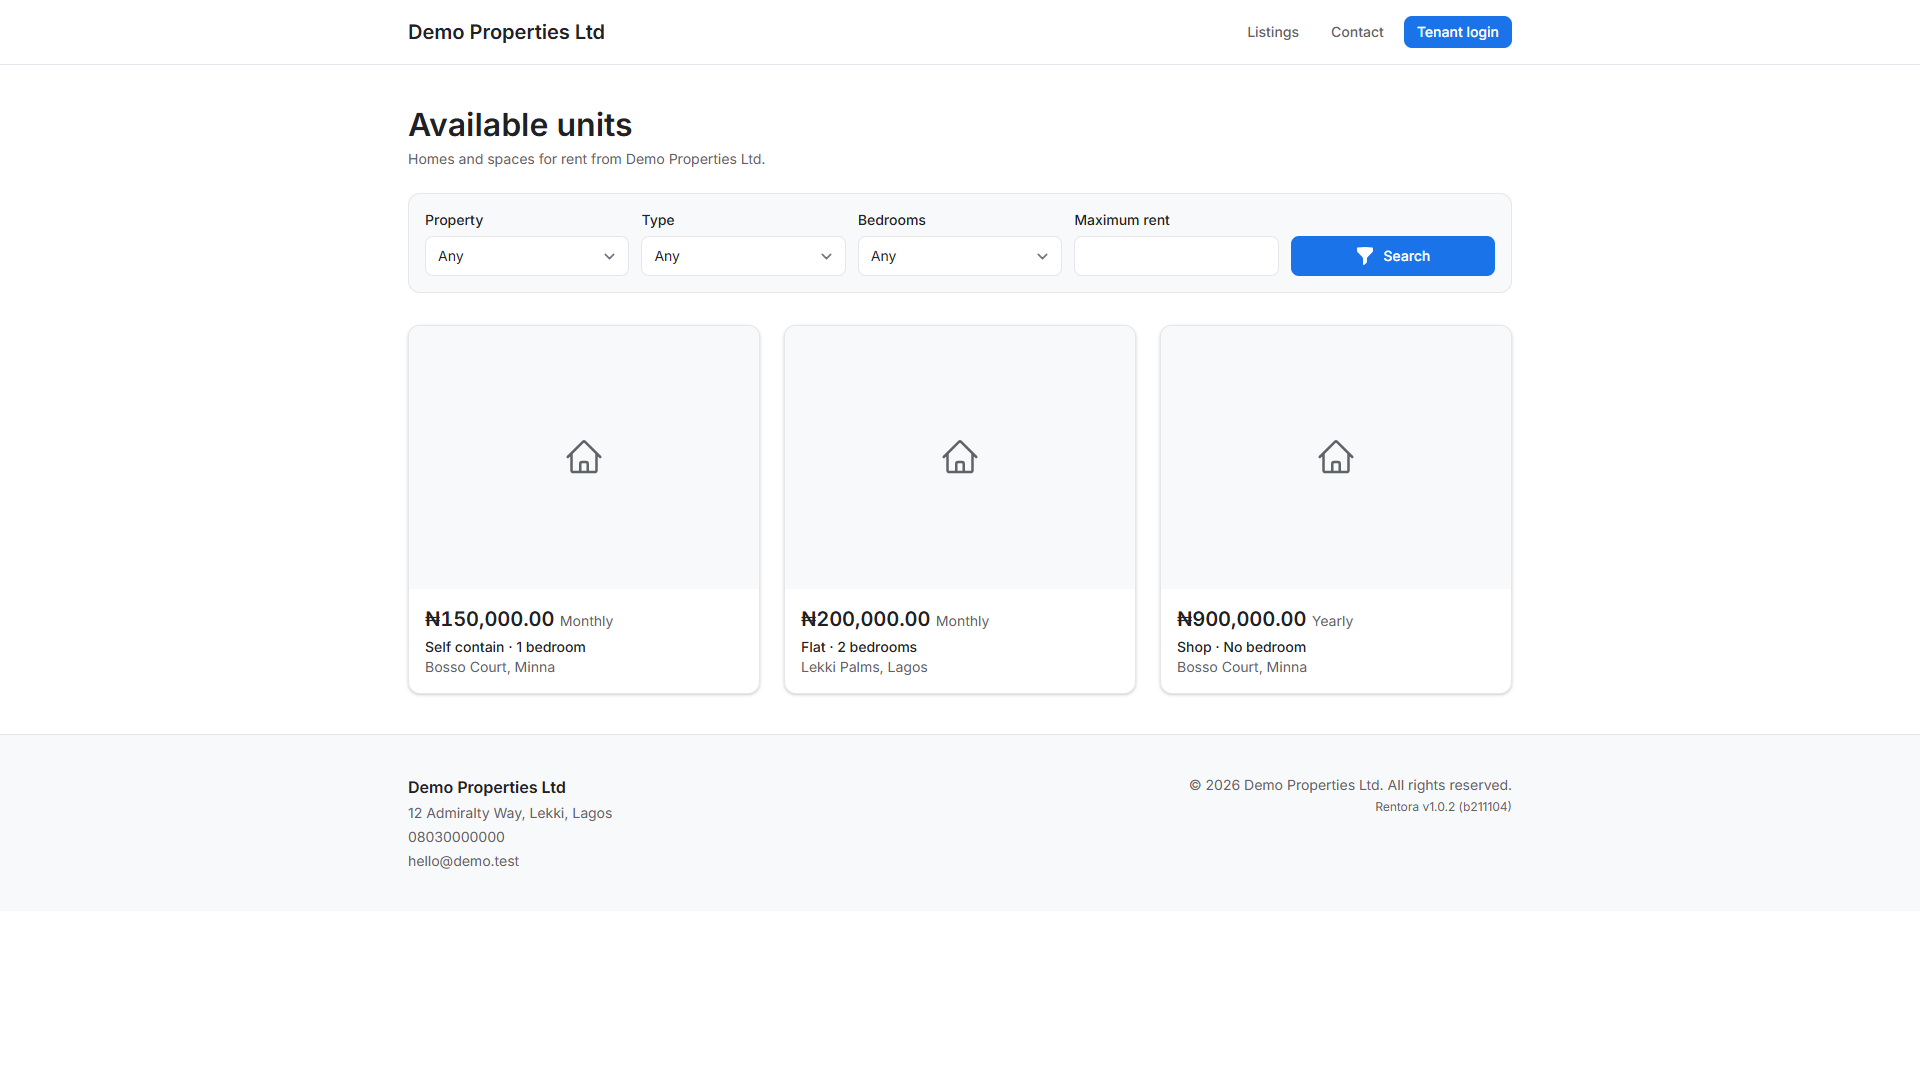 Demo Properties Ltd
Listings
Contact
Tenant login
Available units
Homes and spaces for rent from Demo Properties Ltd.
Property
Type
Bedrooms
Maximum rent
Any
Any
Any
Search
₦150,000.00 Monthly
Self contain · 1 bedroom
Bosso Court, Minna
₦200,000.00 Monthly
Flat · 2 bedrooms
Lekki Palms, Lagos
₦900,000.00 Yearly
Shop · No bedroom
Bosso Court, Minna
Demo Properties Ltd
12 Admiralty Way, Lekki, Lagos
08030000000
hello@demo.test
© 2026 Demo Properties Ltd. All rights reserved.
Rentora v1.0.2 (b211104)